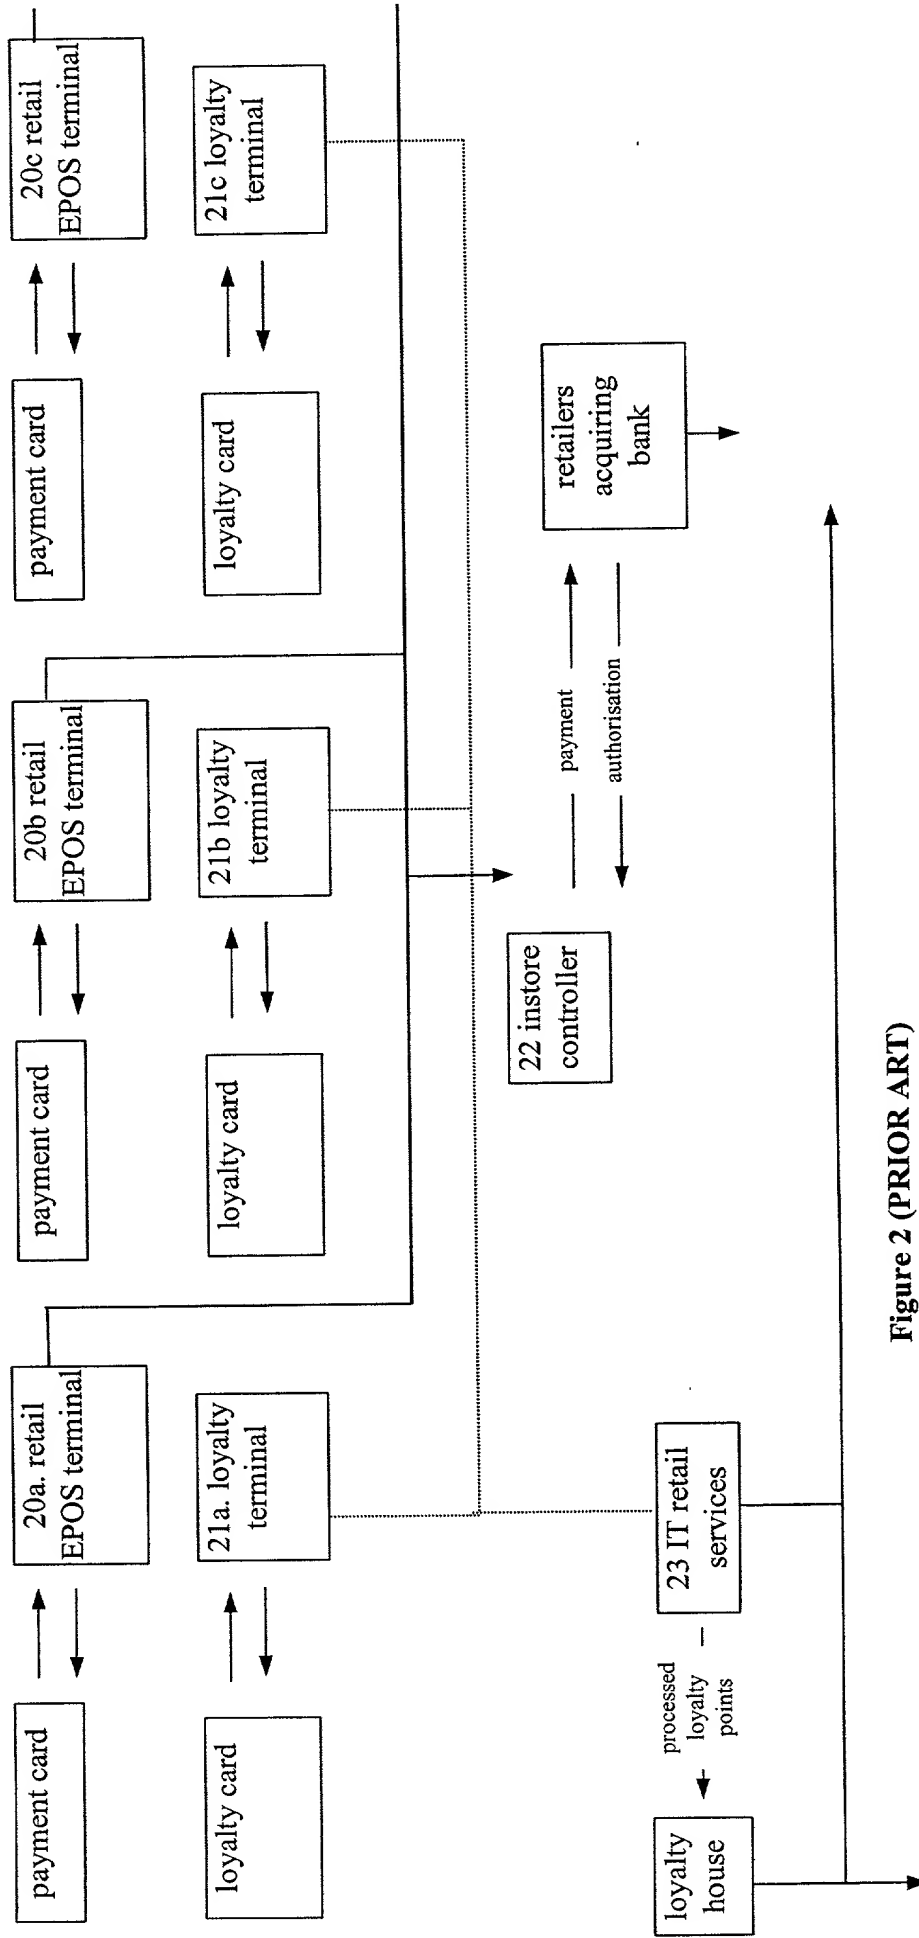 payment card
20a. retail
EPOS terminal
payment card
20b retail
EPOS terminal
payment card
20c retail
EPOS terminal
loyalty card
21a. loyalty
terminal
loyalty card
21b loyalty
terminal
loyalty card
21c loyalty
terminal
22 instore
controller
payment
authorisation
retailers
acquiring
bank
loyalty
house
processed
loyalty
points
23 IT retail
services
Figure 2 (PRIOR ART)